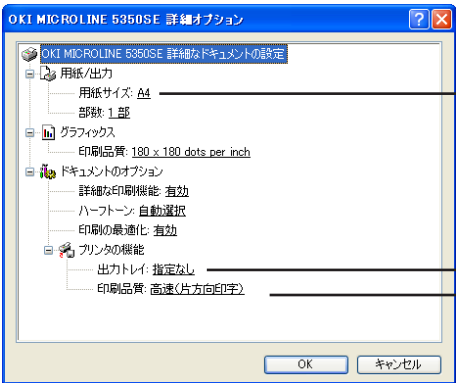 OKI MICROLINE 5350SE 詳細オプション
OKI MICROLINE 5350SE 詳細なドキュメントの設定
用紙/出力
用紙サイズ: A4
部数: 1 部
グラフィックス
印刷品質: 180 x 180 dots per inch
ドキュメントのオプション
詳細な印刷機能: 有効
ハーフトーン: 自動選択
印刷の最適化: 有効
プリンタの機能
出力トレイ: 指定なし
印刷品質: 高速(片方向印字)
OK キャンセル